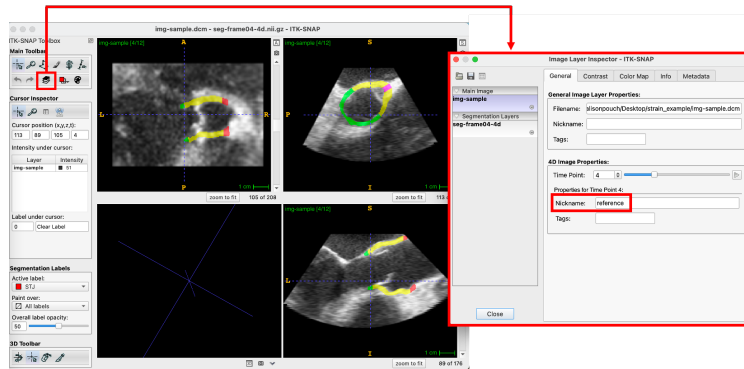 img-sample.dcm - seg-frame04-4d.nii.gz - ITK-SNAP
ITK-SNAP Toolbox
Main Toolbar
Cursor Inspector
Cursor position (x,y,z,t):
113 89 105 4
Intensity under cursor:
Layer Intensity
img-sample 51
Label under cursor:
0 Clear Label
Segmentation Labels
Active label:
STJ
Paint over:
All labels
Overall label opacity:
50
3D Toolbar
img-sample [4/12]
A
L
R
P
1 cm
zoom to fit 105 of 208
img-sample [4/12]
S
P
I
1 cm
zoom to fit
img-sample [4/12]
S
L
I
1 cm
zoom to fit 89 of 176
A
S
Image Layer Inspector - ITK-SNAP
Main Image
img-sample
Segmentation Layers
seg-frame04-4d
Close
General Contrast Color Map Info Metadata
General Image Layer Properties:
Filename: alisonpouch/Desktop/strain_example/img-sample.dcm
Nickname:
Tags:
4D Image Properties:
Time Point: 4
Properties for Time Point 4:
Nickname: reference
Tags: